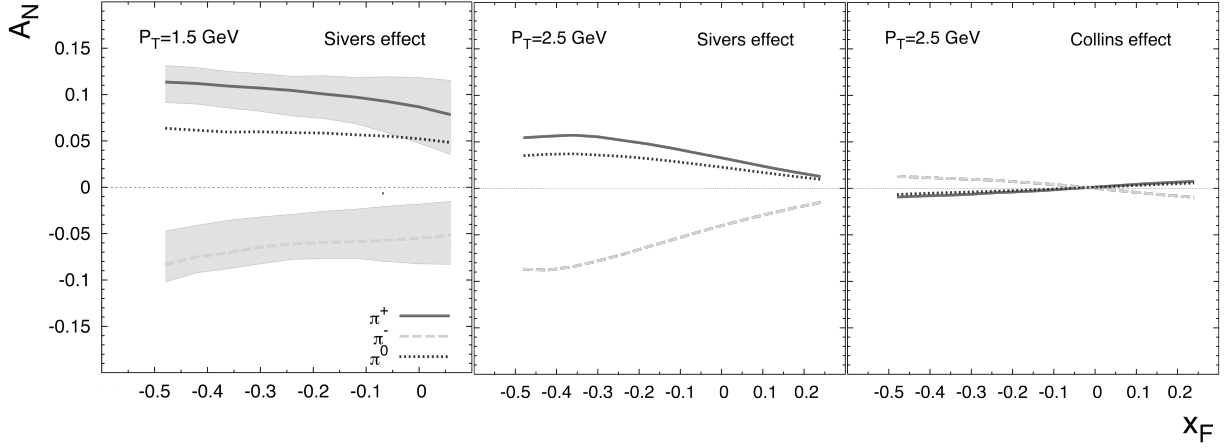 A_N
P_T=1.5 GeV
Sivers effect
0.15
0.1
0.05
0
-0.05
-0.1
-0.15
π+
π-
π0
-0.5 -0.4 -0.3 -0.2 -0.1 0
P_T=2.5 GeV
Sivers effect
-0.5 -0.4 -0.3 -0.2 -0.1 0 0.1 0.2
P_T=2.5 GeV
Collins effect
-0.5 -0.4 -0.3 -0.2 -0.1 0 0.1 0.2
x_F